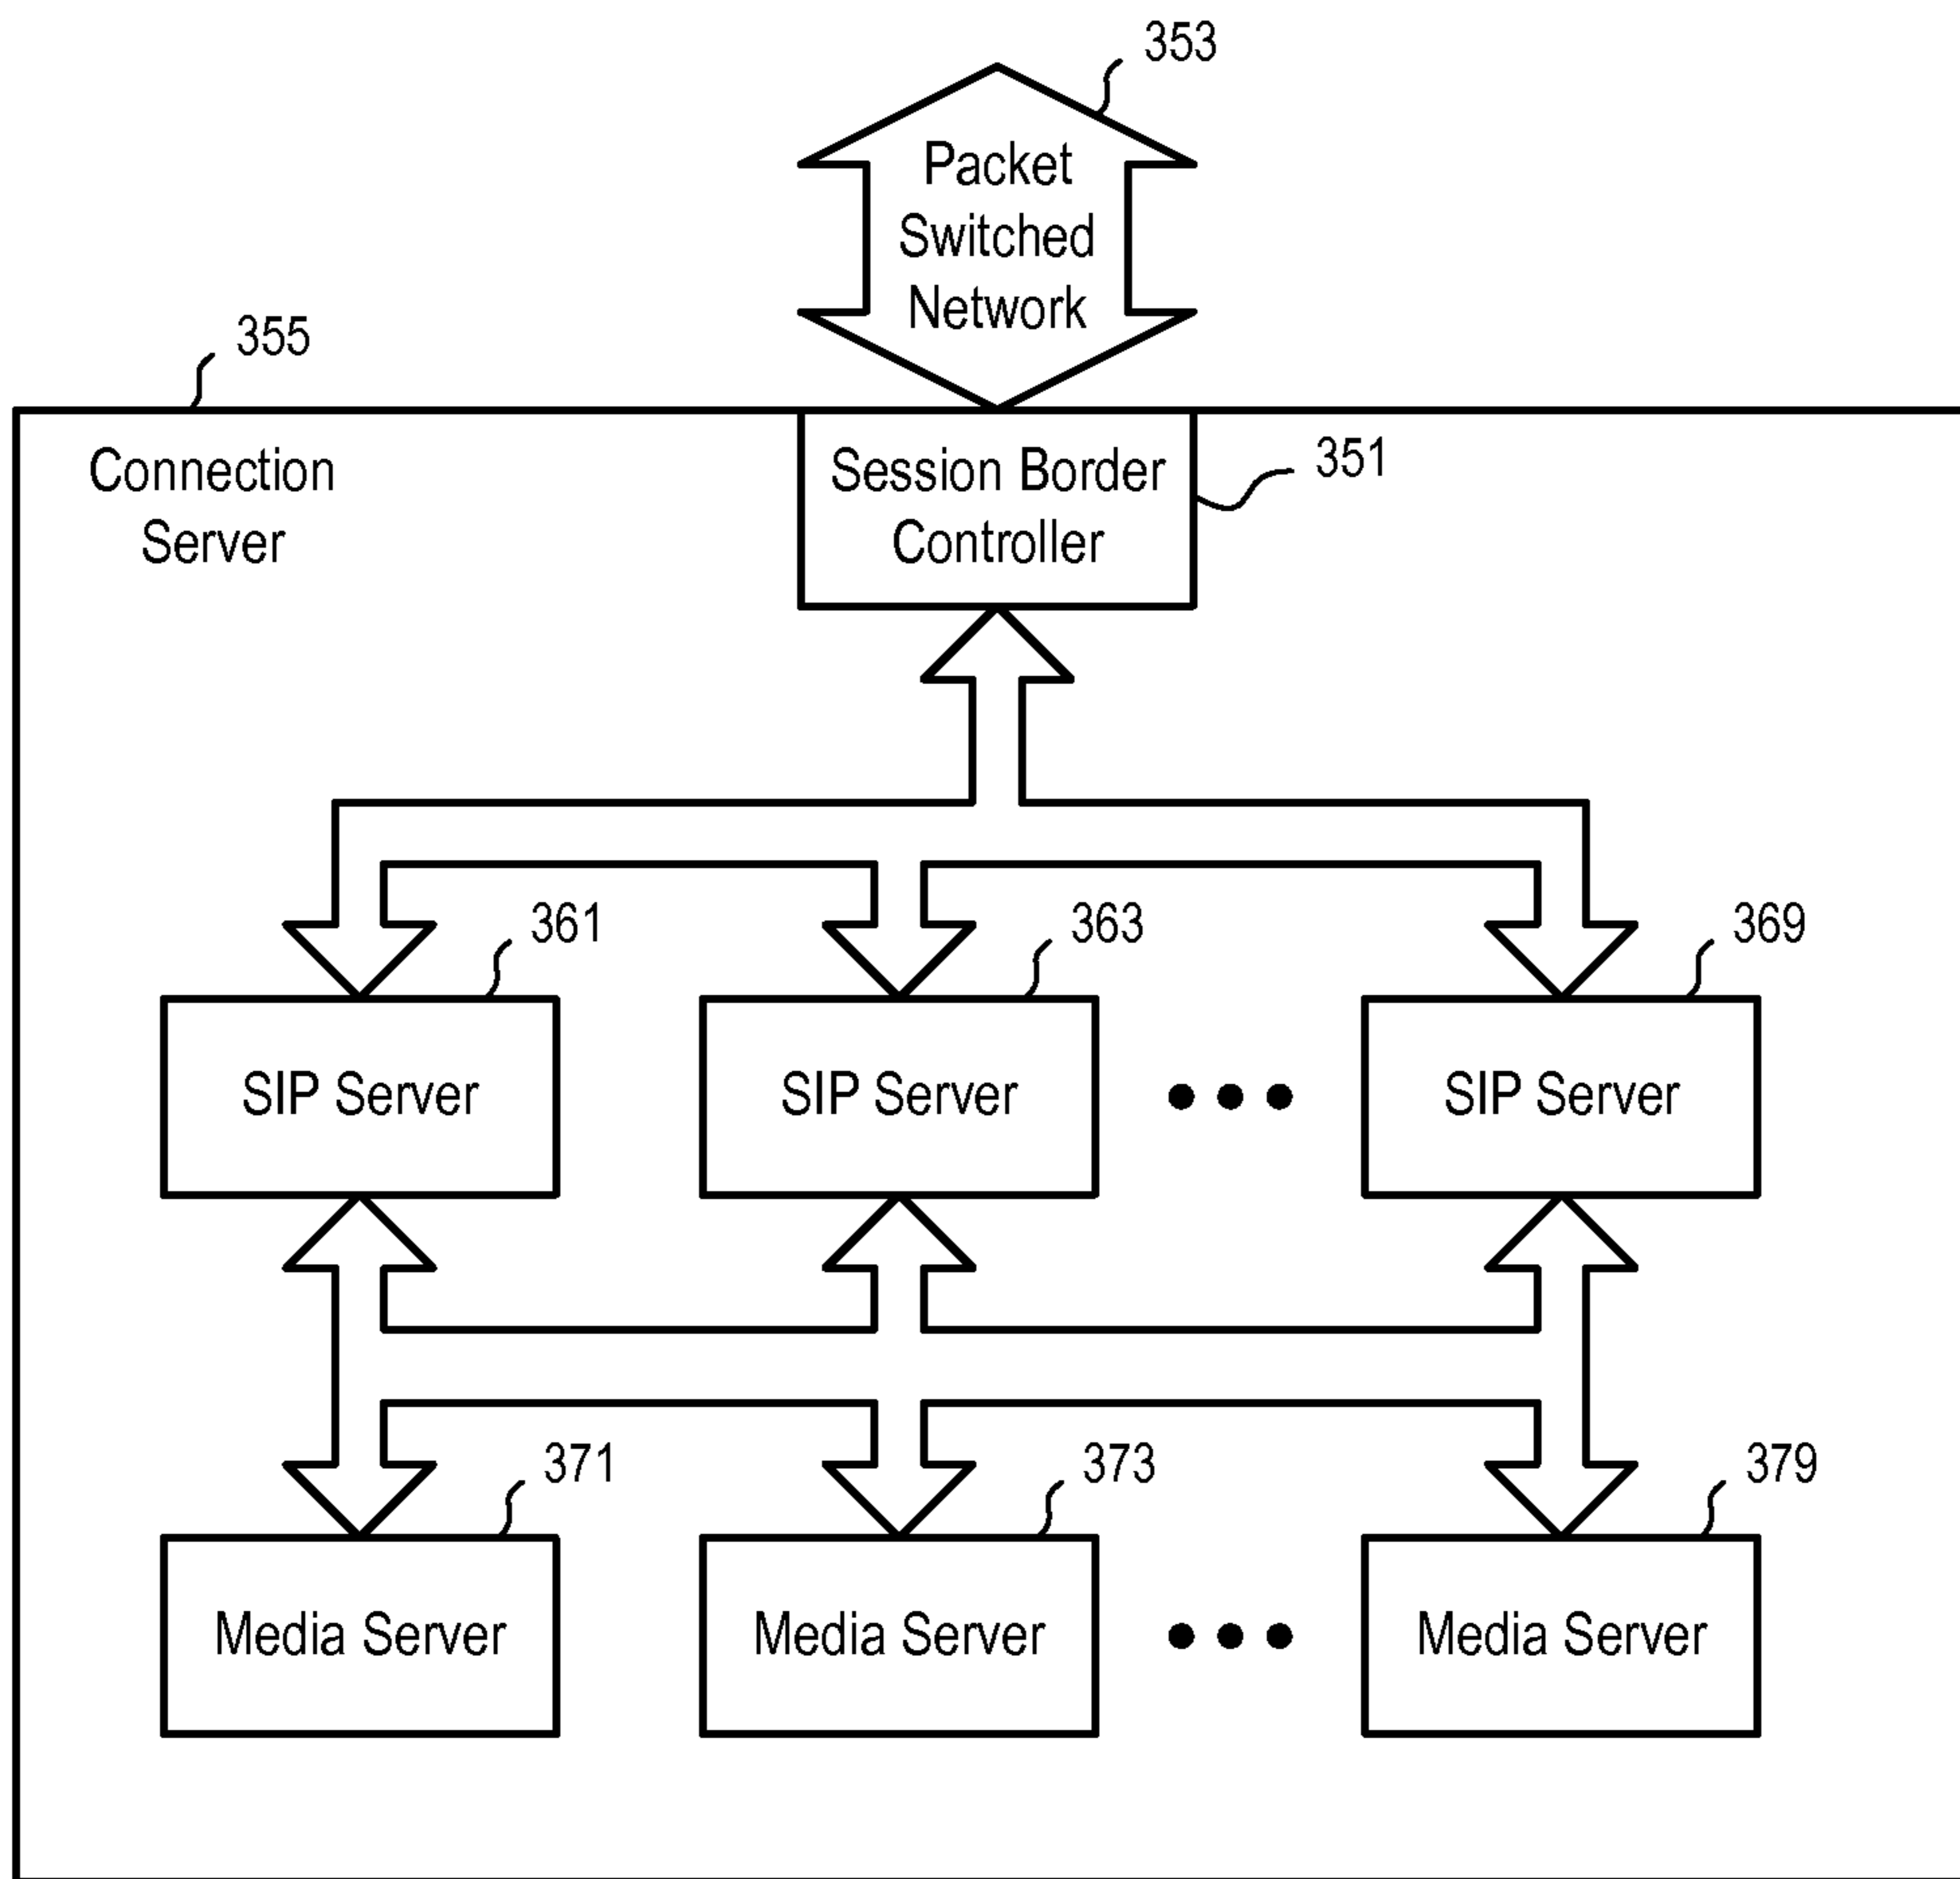 353
Packet
Switched
Network
355
Connection
Server
Session Border
Controller
351
361
363
369
SIP Server
SIP Server
SIP Server
371
373
379
Media Server
Media Server
Media Server